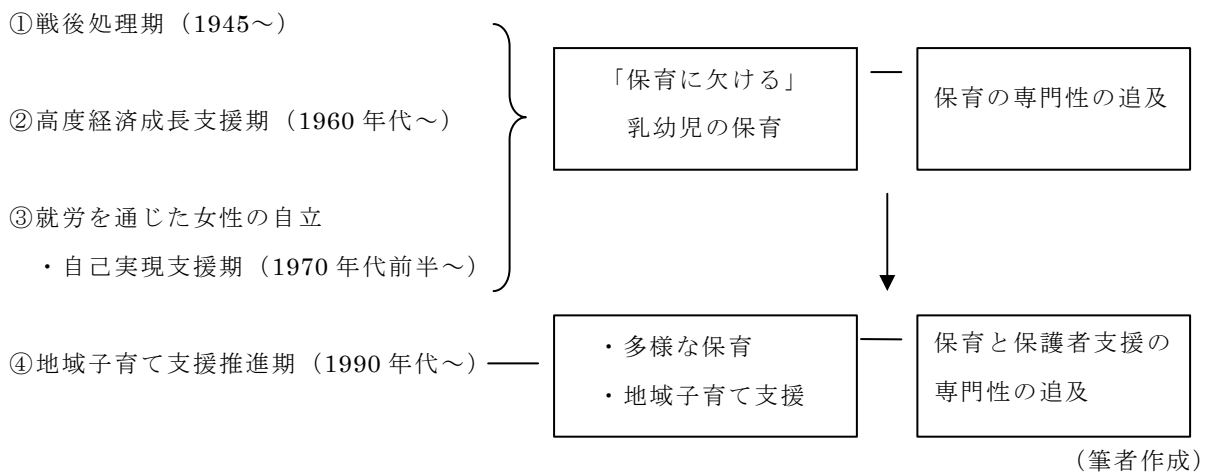 ①戦後処理期（1945～）
②高度経済成長支援期（1960 年代～）
③就労を通じた女性の自立
・自己実現支援期（1970 年代前半～）
「保育に欠ける」
乳幼児の保育
保育の専門性の追及
④地域子育て支援推進期（1990 年代～）
・多様な保育
・地域子育て支援
保育と保護者支援の
専門性の追及
（筆者作成）